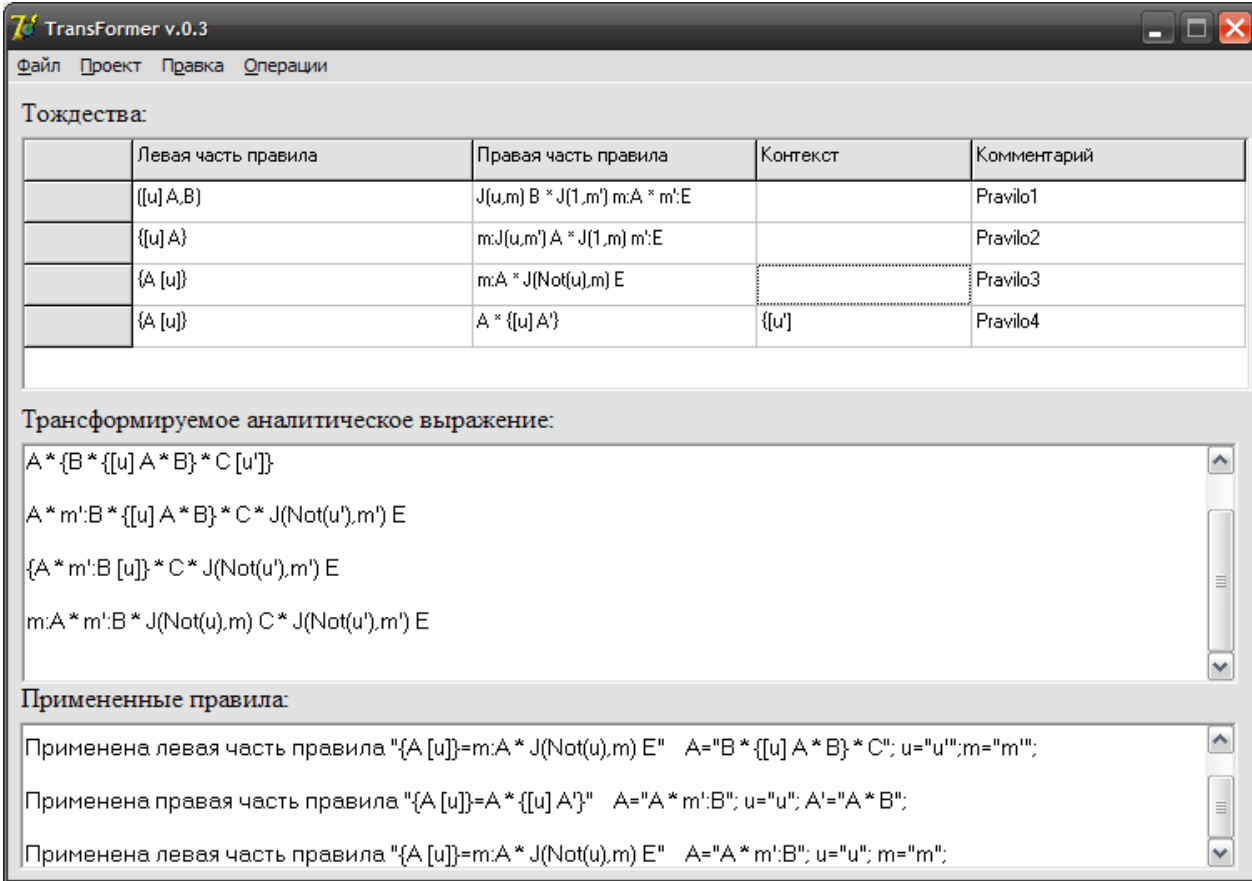 TransFormer v.0.3
Файл Проект Правка Операции
Тождества:
Левая часть правила Правая часть правила Контекст Комментарий
([u] A,B) J(u,m) B * J(1,m') m:A * m':E Pravilo1
{[u] A} m:J(u,m') A * J(1,m) m':E Pravilo2
{A [u]} m:A * J(Not(u),m) E Pravilo3
{A [u]} A * {[u] A'} {[u'] Pravilo4
Трансформируемое аналитическое выражение:
A * {B * {[u] A * B} * C [u']}
A * m':B * {[u] A * B} * C * J(Not(u'),m') E
{A * m':B [u]} * C * J(Not(u'),m') E
m:A * m':B * J(Not(u),m) C * J(Not(u'),m') E
Примененные правила:
Применена левая часть правила "{A [u]}=m:A * J(Not(u),m) E" A="B * {[u] A * B} * C"; u="u'";m="m'";
Применена правая часть правила "{A [u]}=A * {[u] A'}" A="A * m':B"; u="u"; A'="A * B";
Применена левая часть правила "{A [u]}=m:A * J(Not(u),m) E" A="A * m':B"; u="u"; m="m";